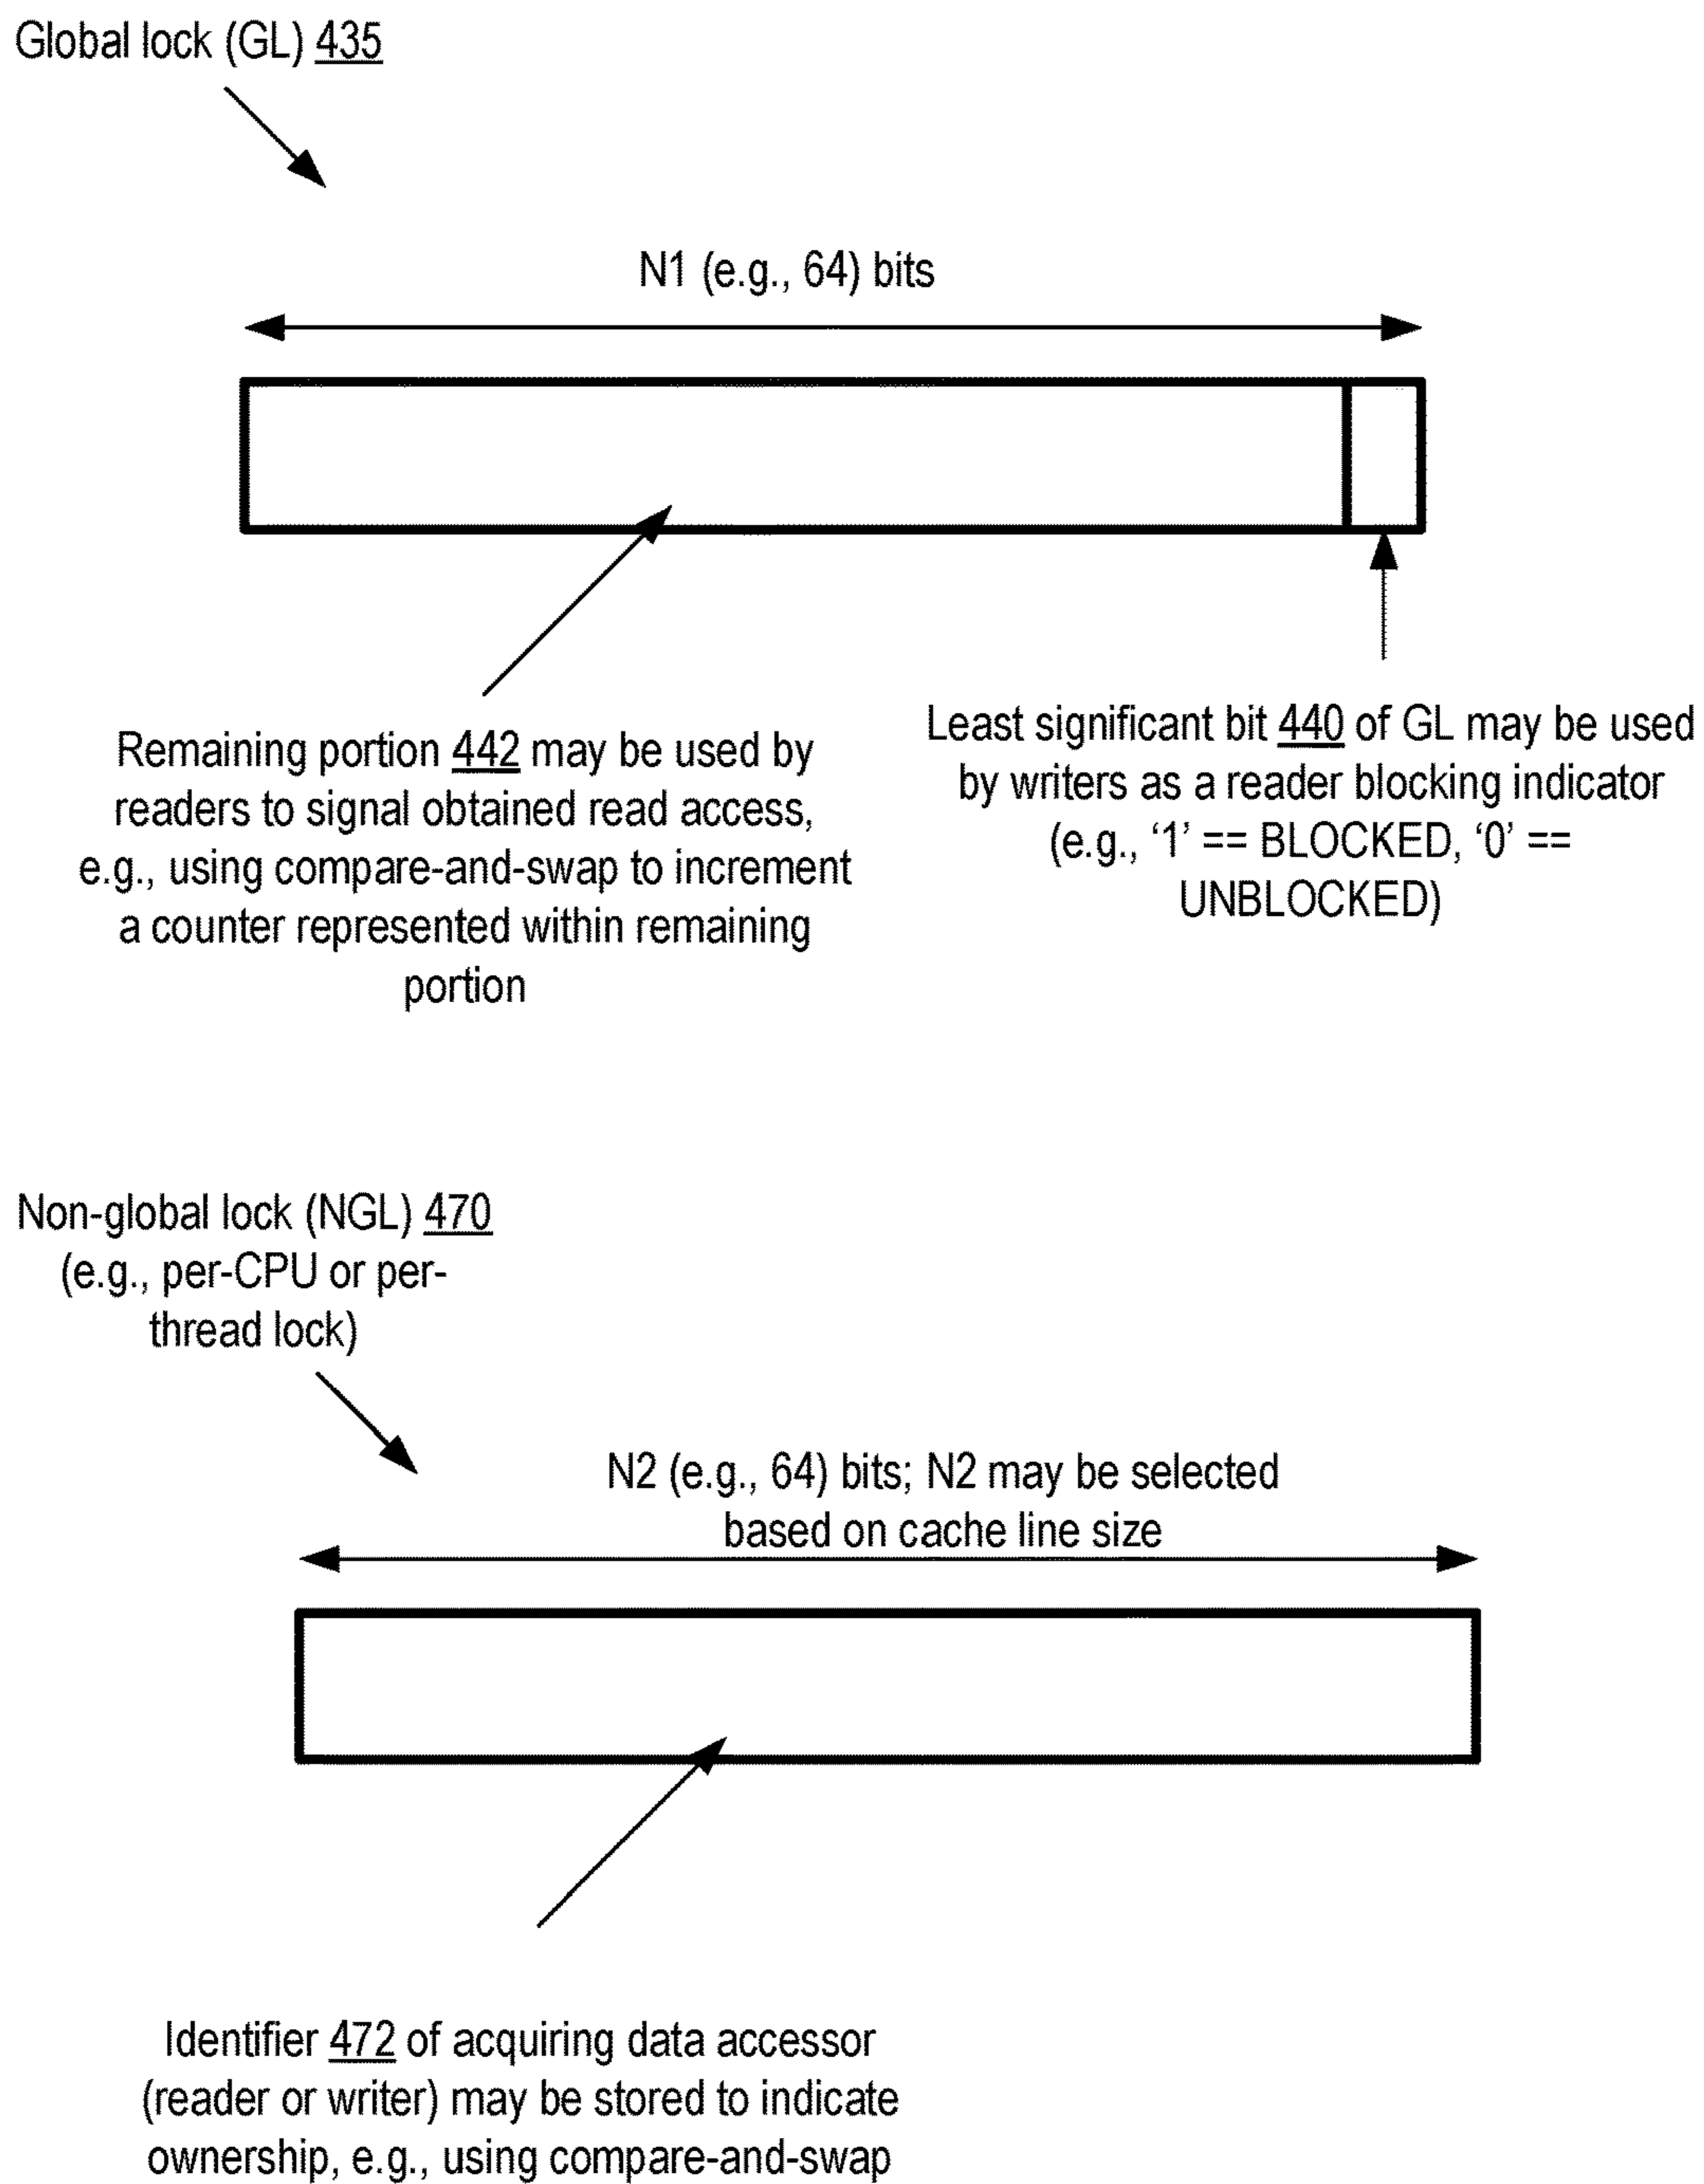 Global lock (GL) 435
N1 (e.g., 64) bits
Remaining portion 442 may be used by
readers to signal obtained read access,
e.g., using compare-and-swap to increment
a counter represented within remaining
portion
Least significant bit 440 of GL may be used
by writers as a reader blocking indicator
(e.g., ‘1’ == BLOCKED, ‘0’ ==
UNBLOCKED)
Non-global lock (NGL) 470
(e.g., per-CPU or per-
thread lock)
N2 (e.g., 64) bits; N2 may be selected
based on cache line size
Identifier 472 of acquiring data accessor
(reader or writer) may be stored to indicate
ownership, e.g., using compare-and-swap